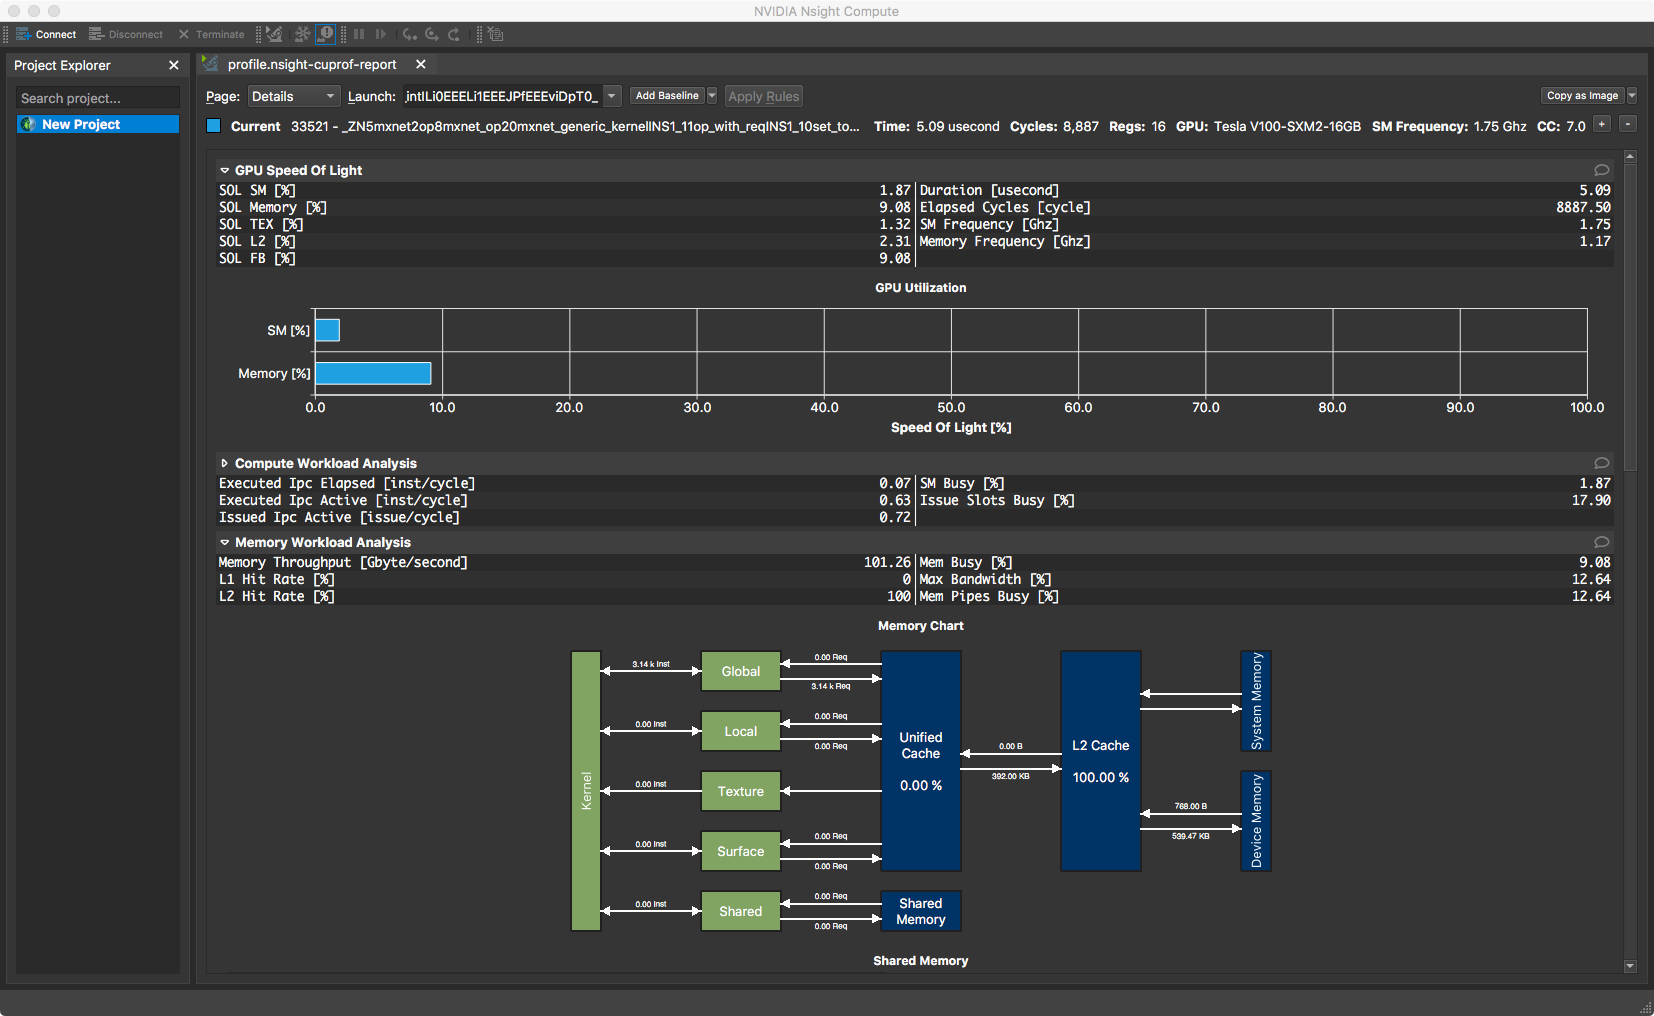 NVIDIA Nsight Compute
Connect Disconnect Terminate
Project Explorer
Search project...
New Project
profile.nsight-cuprof-report
Page: Details Launch: intILi0EEELi1EEEJPfEEEviDpT0_ Add Baseline Apply Rules Copy as Image
Current 33521 - _ZN5mxnet2op8mxnet_op20mxnet_generic_kernelINS1_11op_with_reqINS1_10set_to... Time: 5.09 usecond Cycles: 8,887 Regs: 16 GPU: Tesla V100-SXM2-16GB SM Frequency: 1.75 Ghz CC: 7.0 + -
GPU Speed Of Light
SOL SM [%] 1.87 Duration [usecond] 5.09
SOL Memory [%] 9.08 Elapsed Cycles [cycle] 8887.50
SOL TEX [%] 1.32 SM Frequency [Ghz] 1.75
SOL L2 [%] 2.31 Memory Frequency [Ghz] 1.17
SOL FB [%] 9.08
GPU Utilization
SM [%]
Memory [%]
0.0 10.0 20.0 30.0 40.0 50.0 60.0 70.0 80.0 90.0 100.0
Speed Of Light [%]
Compute Workload Analysis
Executed Ipc Elapsed [inst/cycle] 0.07 SM Busy [%] 1.87
Executed Ipc Active [inst/cycle] 0.63 Issue Slots Busy [%] 17.90
Issued Ipc Active [issue/cycle] 0.72
Memory Workload Analysis
Memory Throughput [Gbyte/second] 101.26 Mem Busy [%] 9.08
L1 Hit Rate [%] 0 Max Bandwidth [%] 12.64
L2 Hit Rate [%] 100 Mem Pipes Busy [%] 12.64
Memory Chart
Kernel
3.14 k Inst
Global
0.00 Req
3.14 k Req
0.00 Inst
Local
0.00 Req
0.00 Req
0.00 Inst
Texture
0.00 Inst
Surface
0.00 Req
0.00 Req
0.00 Inst
Shared
0.00 Req
0.00 Req
Unified
Cache
0.00 %
Shared
Memory
0.00 B
392.00 KB
L2 Cache
100.00 %
System Memory
768.00 B
539.47 KB
Device Memory
Shared Memory